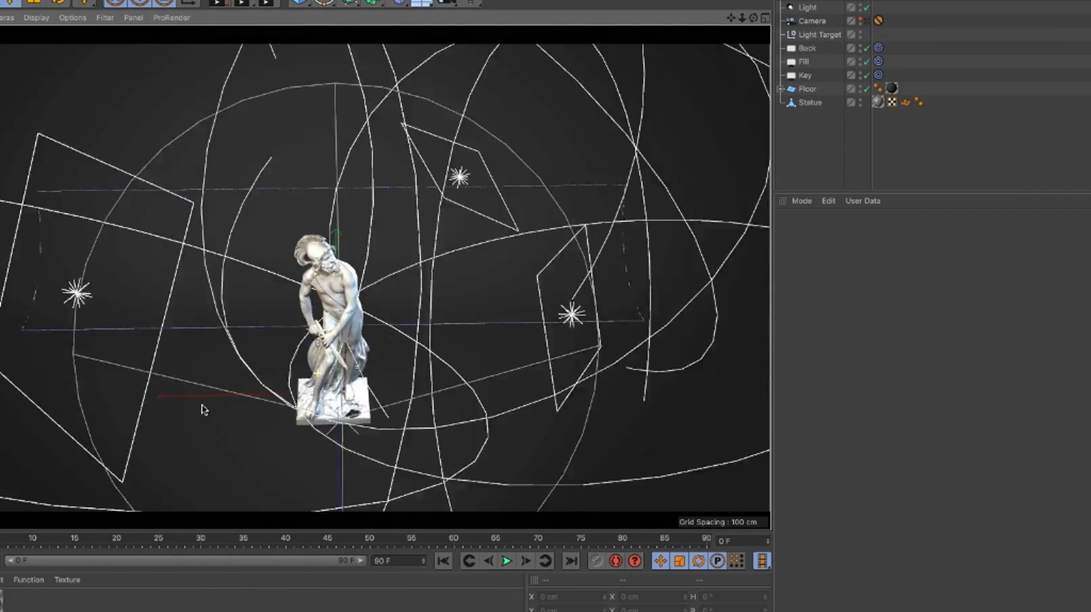 Display Options Filter Panel ProRender
Light
Camera
Light Target
Back
Fill
Key
Floor
Statue
Mode Edit User Data
Grid Spacing : 100 cm
10 15 20 25 30 35 40 45 50 55 60 65 70 75 80 85 90 0 F
0 F 90 F 90 F
Function Texture
-- -- --
X 0 cm X 0 cm H 0 °